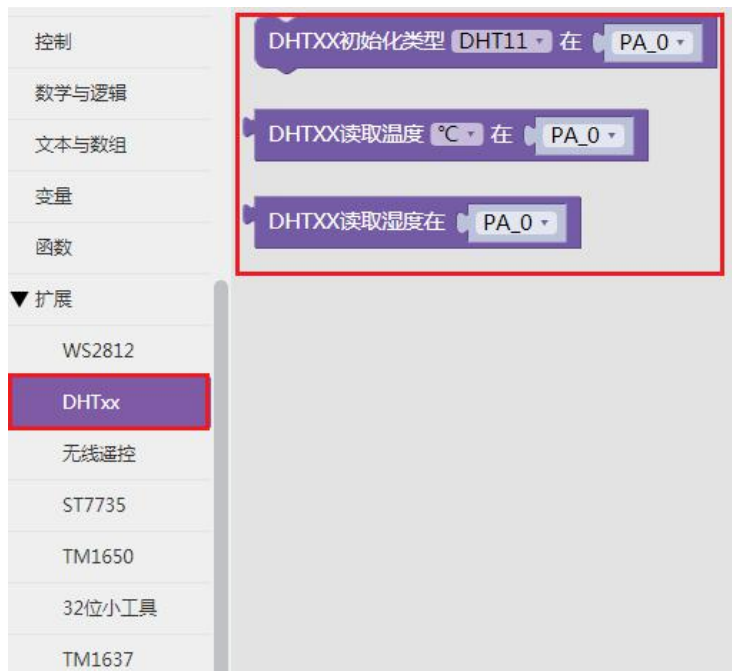 控制
数学与逻辑
文本与数组
变量
函数
▼扩展
WS2812
DHTxx
无线遥控
ST7735
TM1650
32位小工具
TM1637
DHTXX初始化类型 DHT11 在 PA_0
DHTXX读取温度 ℃ 在 PA_0
DHTXX读取湿度在 PA_0